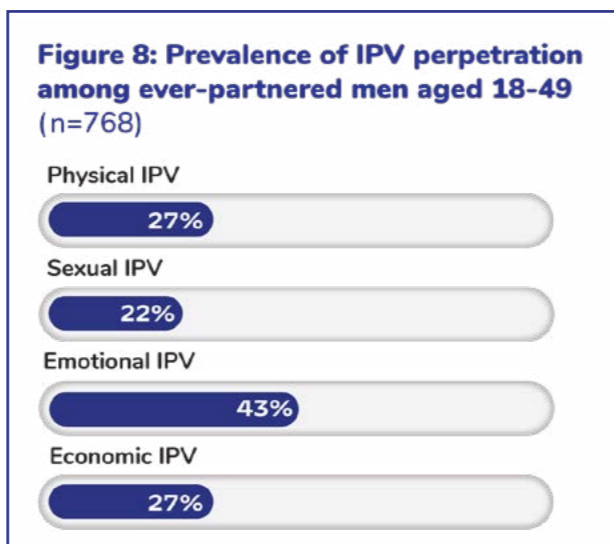 Figure 8: Prevalence of IPV perpetration
among ever-partnered men aged 18-49
(n=768)
Physical IPV
27%
Sexual IPV
22%
Emotional IPV
43%
Economic IPV
27%